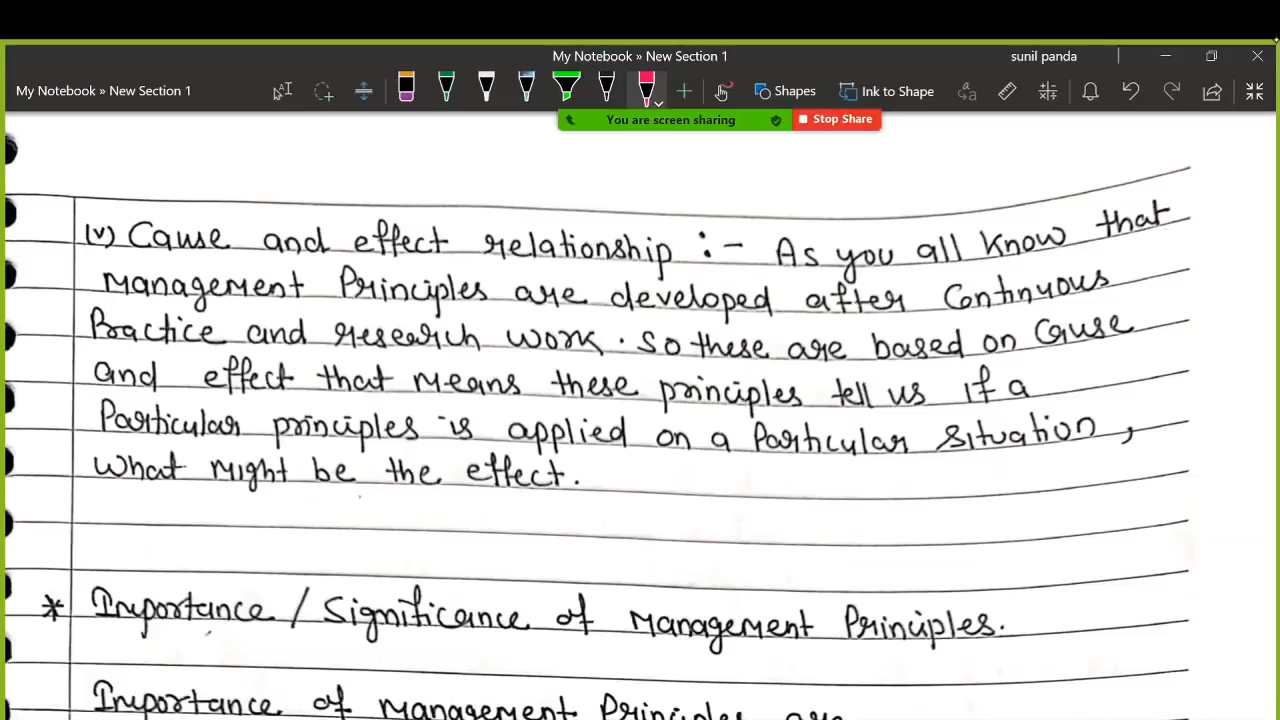 My Notebook » New Section 1
sunil panda
My Notebook » New Section 1
Shapes
Ink to Shape
You are screen sharing
Stop Share
(v) Cause and effect relationship :- As you all know that
Management Principles are developed after Continuous
Practice and research work. So these are based on Cause
and effect that means these principles tell us if a
Particular principles is applied on a Particular situation,
what might be the effect.
* Importance / Significance of Management Principles.
Importance of management Principles are